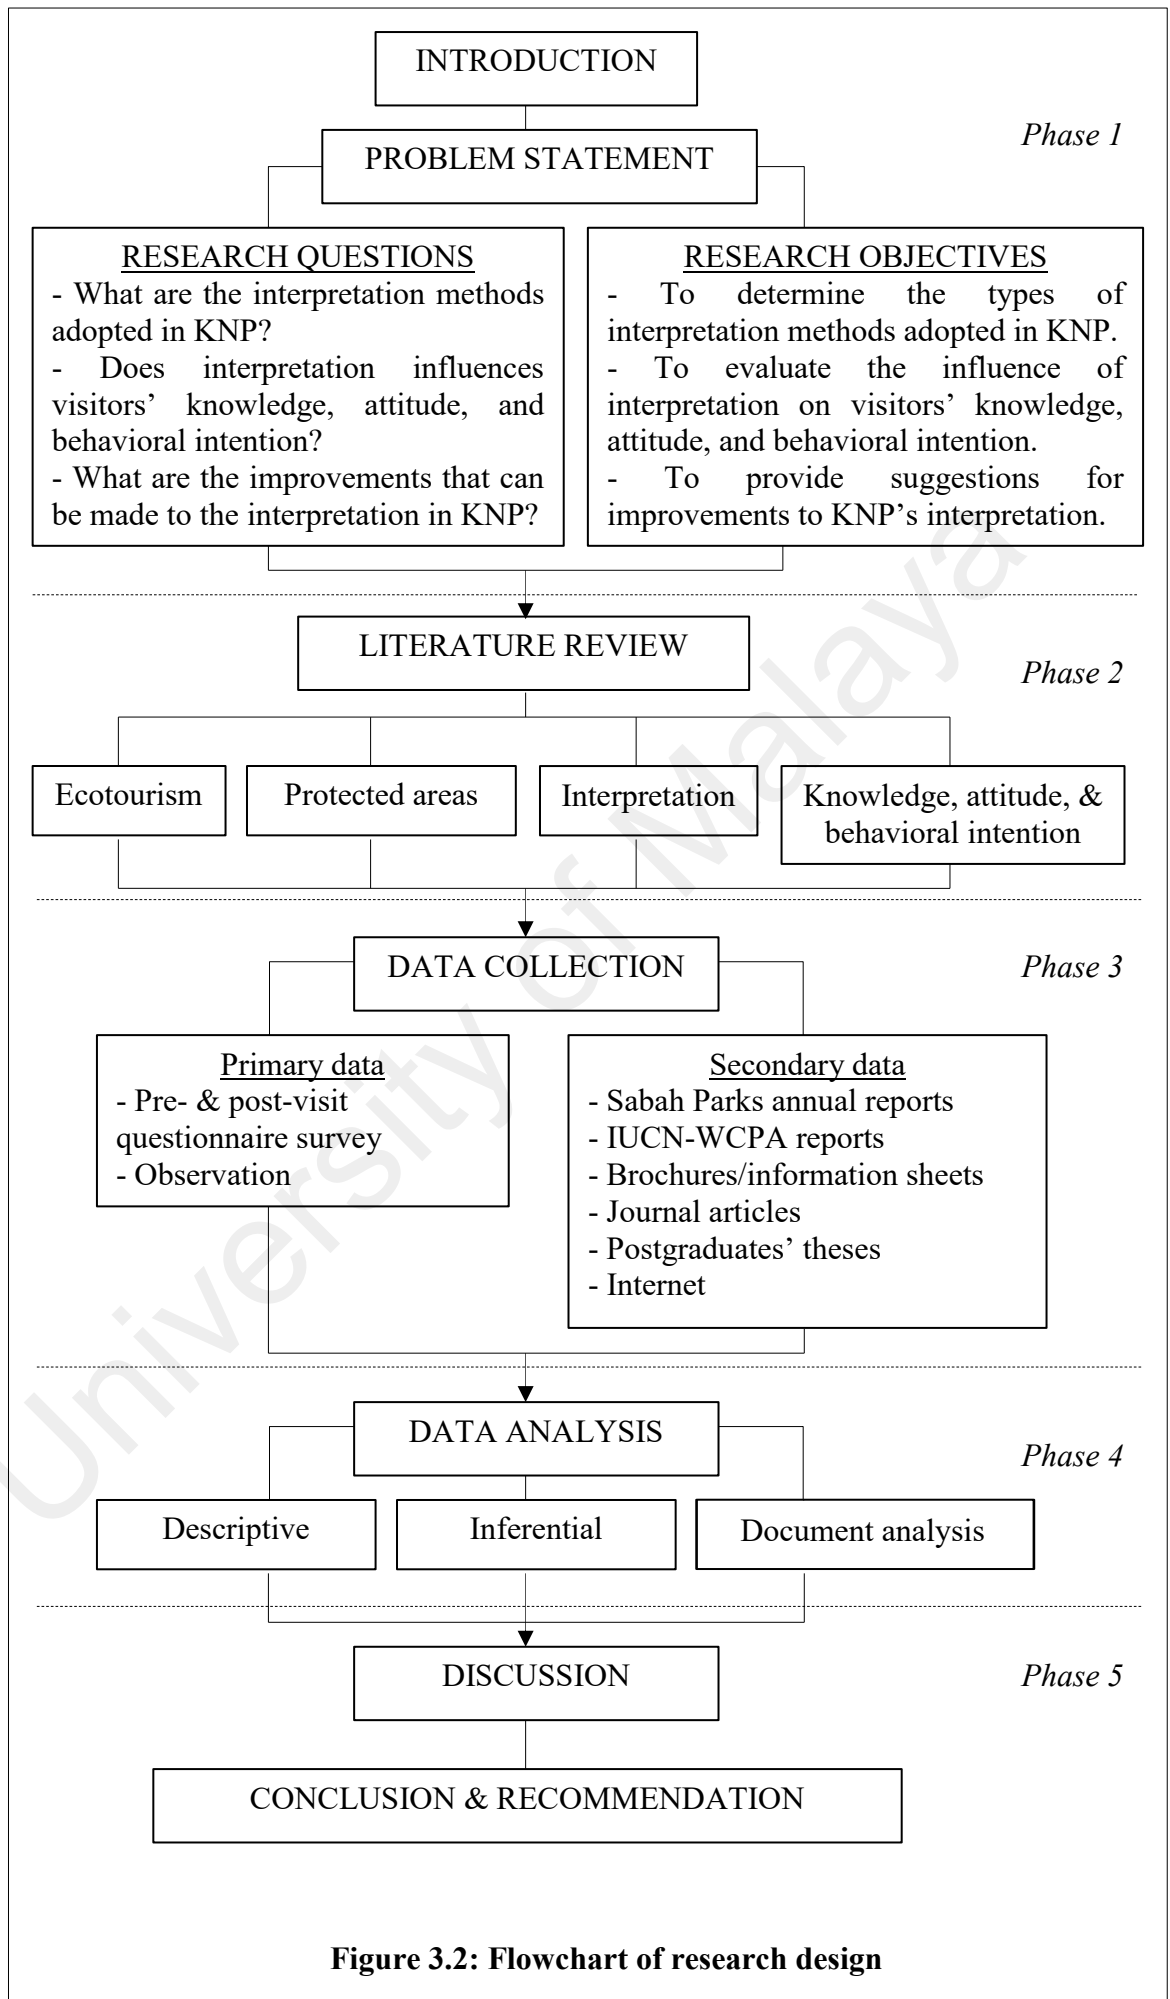 INTRODUCTION
Phase 1
PROBLEM STATEMENT
RESEARCH QUESTIONS
- What are the interpretation methods
adopted in KNP?
- Does interpretation influences
visitors’ knowledge, attitude, and
behavioral intention?
- What are the improvements that can
be made to the interpretation in KNP?
RESEARCH OBJECTIVES
- To determine the types of
interpretation methods adopted in KNP.
- To evaluate the influence of
interpretation on visitors’ knowledge,
attitude, and behavioral intention.
- To provide suggestions for
improvements to KNP’s interpretation.
LITERATURE REVIEW
Phase 2
Ecotourism
Protected areas
Interpretation
Knowledge, attitude, &
behavioral intention
DATA COLLECTION
Phase 3
Primary data
- Pre- & post-visit
questionnaire survey
- Observation
Secondary data
- Sabah Parks annual reports
- IUCN-WCPA reports
- Brochures/information sheets
- Journal articles
- Postgraduates’ theses
- Internet
DATA ANALYSIS
Phase 4
Descriptive
Inferential
Document analysis
DISCUSSION
Phase 5
CONCLUSION & RECOMMENDATION
Figure 3.2: Flowchart of research design
University of Malaya